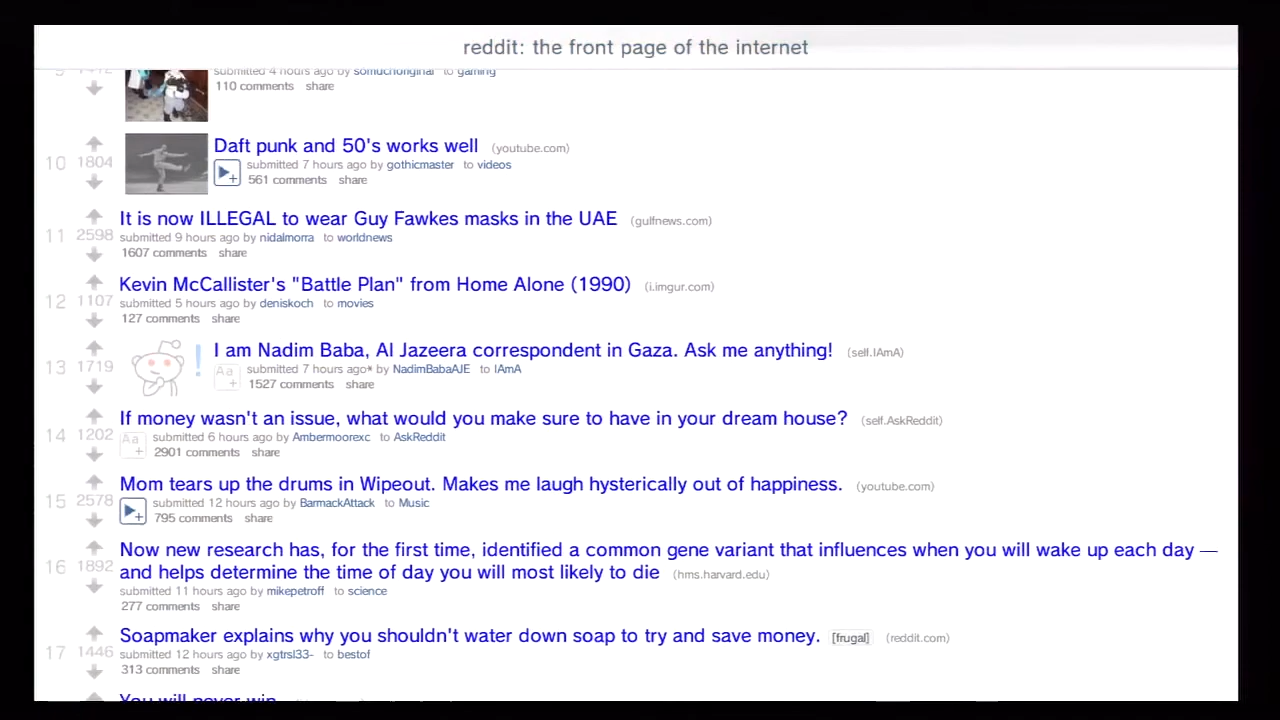 reddit: the front page of the internet
submitted 4 hours ago by somuchoriginal to gaming
110 comments share
10 1804 Daft punk and 50's works well (youtube.com)
submitted 7 hours ago by gothicmaster to videos
561 comments share
11 2598 It is now ILLEGAL to wear Guy Fawkes masks in the UAE (gulfnews.com)
submitted 9 hours ago by nidalmorra to worldnews
1607 comments share
12 1107 Kevin McCallister's "Battle Plan" from Home Alone (1990) (i.imgur.com)
submitted 5 hours ago by deniskoch to movies
127 comments share
13 1719 I am Nadim Baba, Al Jazeera correspondent in Gaza. Ask me anything! (self.IAmA)
Aa submitted 7 hours ago* by NadimBabaAJE to IAmA
1527 comments share
14 1202 If money wasn't an issue, what would you make sure to have in your dream house? (self.AskReddit)
Aa submitted 6 hours ago by Ambermoorexc to AskReddit
2901 comments share
15 2578 Mom tears up the drums in Wipeout. Makes me laugh hysterically out of happiness. (youtube.com)
submitted 12 hours ago by BarmackAttack to Music
795 comments share
16 1892 Now new research has, for the first time, identified a common gene variant that influences when you will wake up each day —
and helps determine the time of day you will most likely to die (hms.harvard.edu)
submitted 11 hours ago by mikepetroff to science
277 comments share
17 1446 Soapmaker explains why you shouldn't water down soap to try and save money. [frugal] (reddit.com)
submitted 12 hours ago by xgtrsl33- to bestof
313 comments share
You will never win